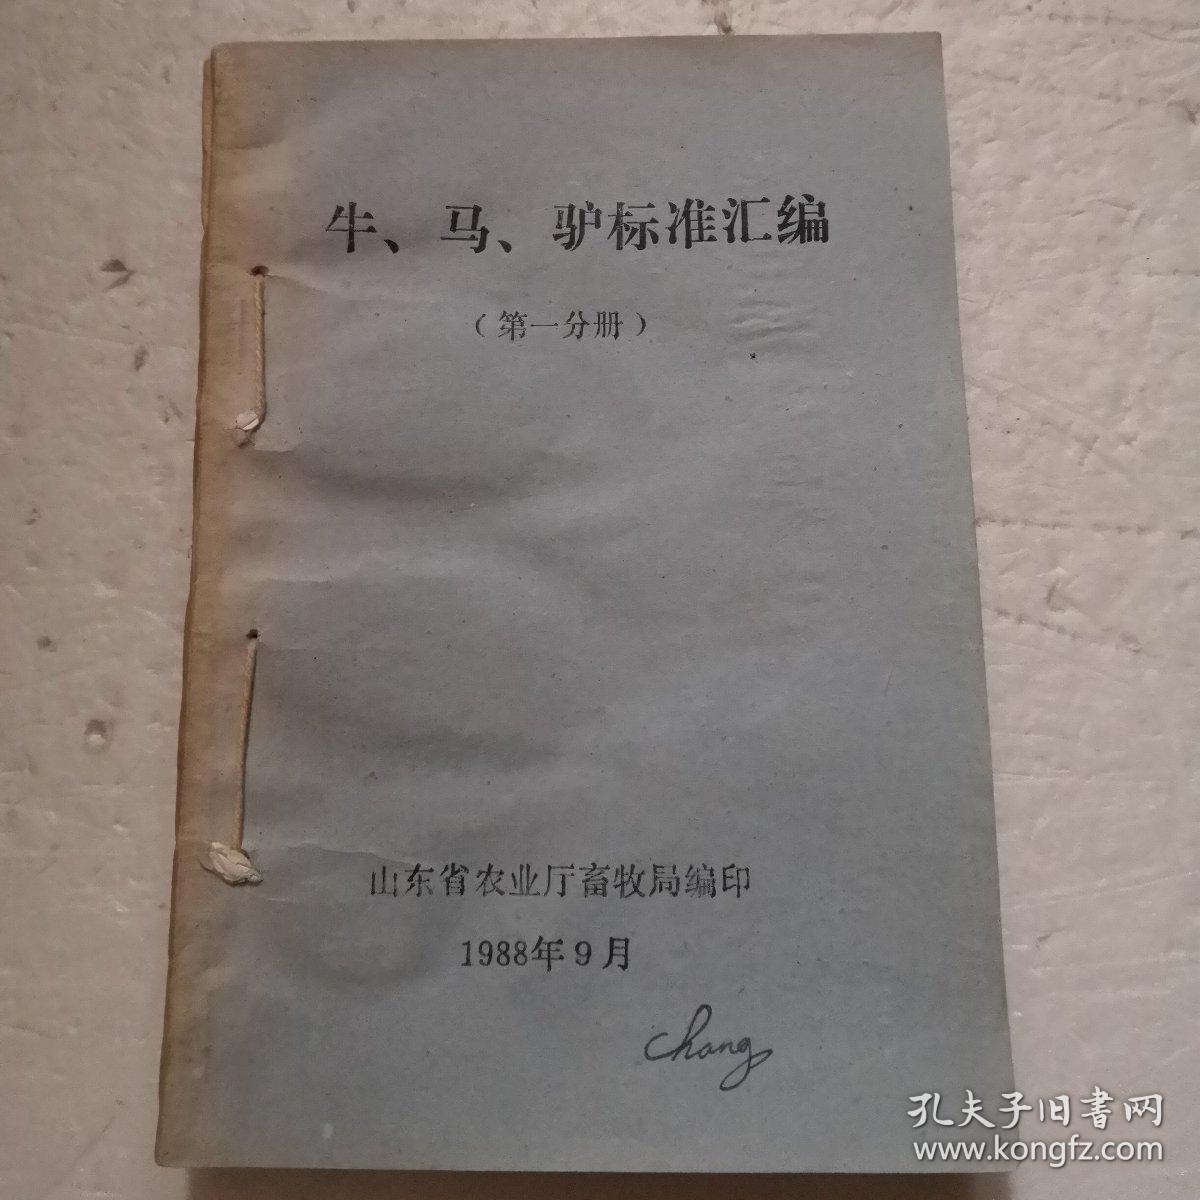 牛、马、驴标准汇编
（第一分册）
山东省农业厅畜牧局编印
1988年9月
Chang
孔夫子旧书网
www.kongfz.com